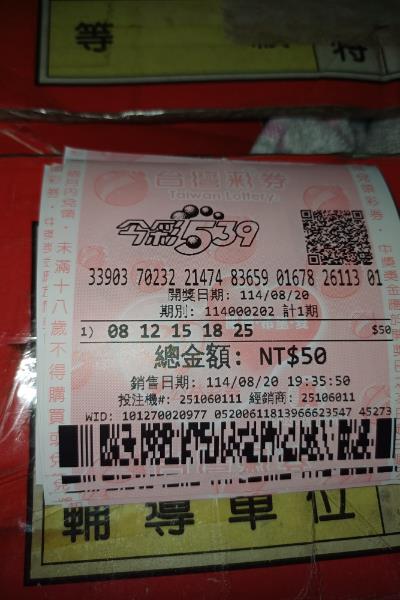 等
台灣彩券
Taiwan Lottery
今彩539
33903 70232 21474 83659 01678 26113 01
開獎日期: 114/08/20
期別: 114000202 計1期
1) 08 12 15 18 25 $50
總金額: NT$50
銷售日期: 114/08/20 19:35:50
投注機#: 251060111 經銷商: 25106011
WID: 101270020977 05200611813966623547 45273
未滿十八歲不得購買
輔導單位